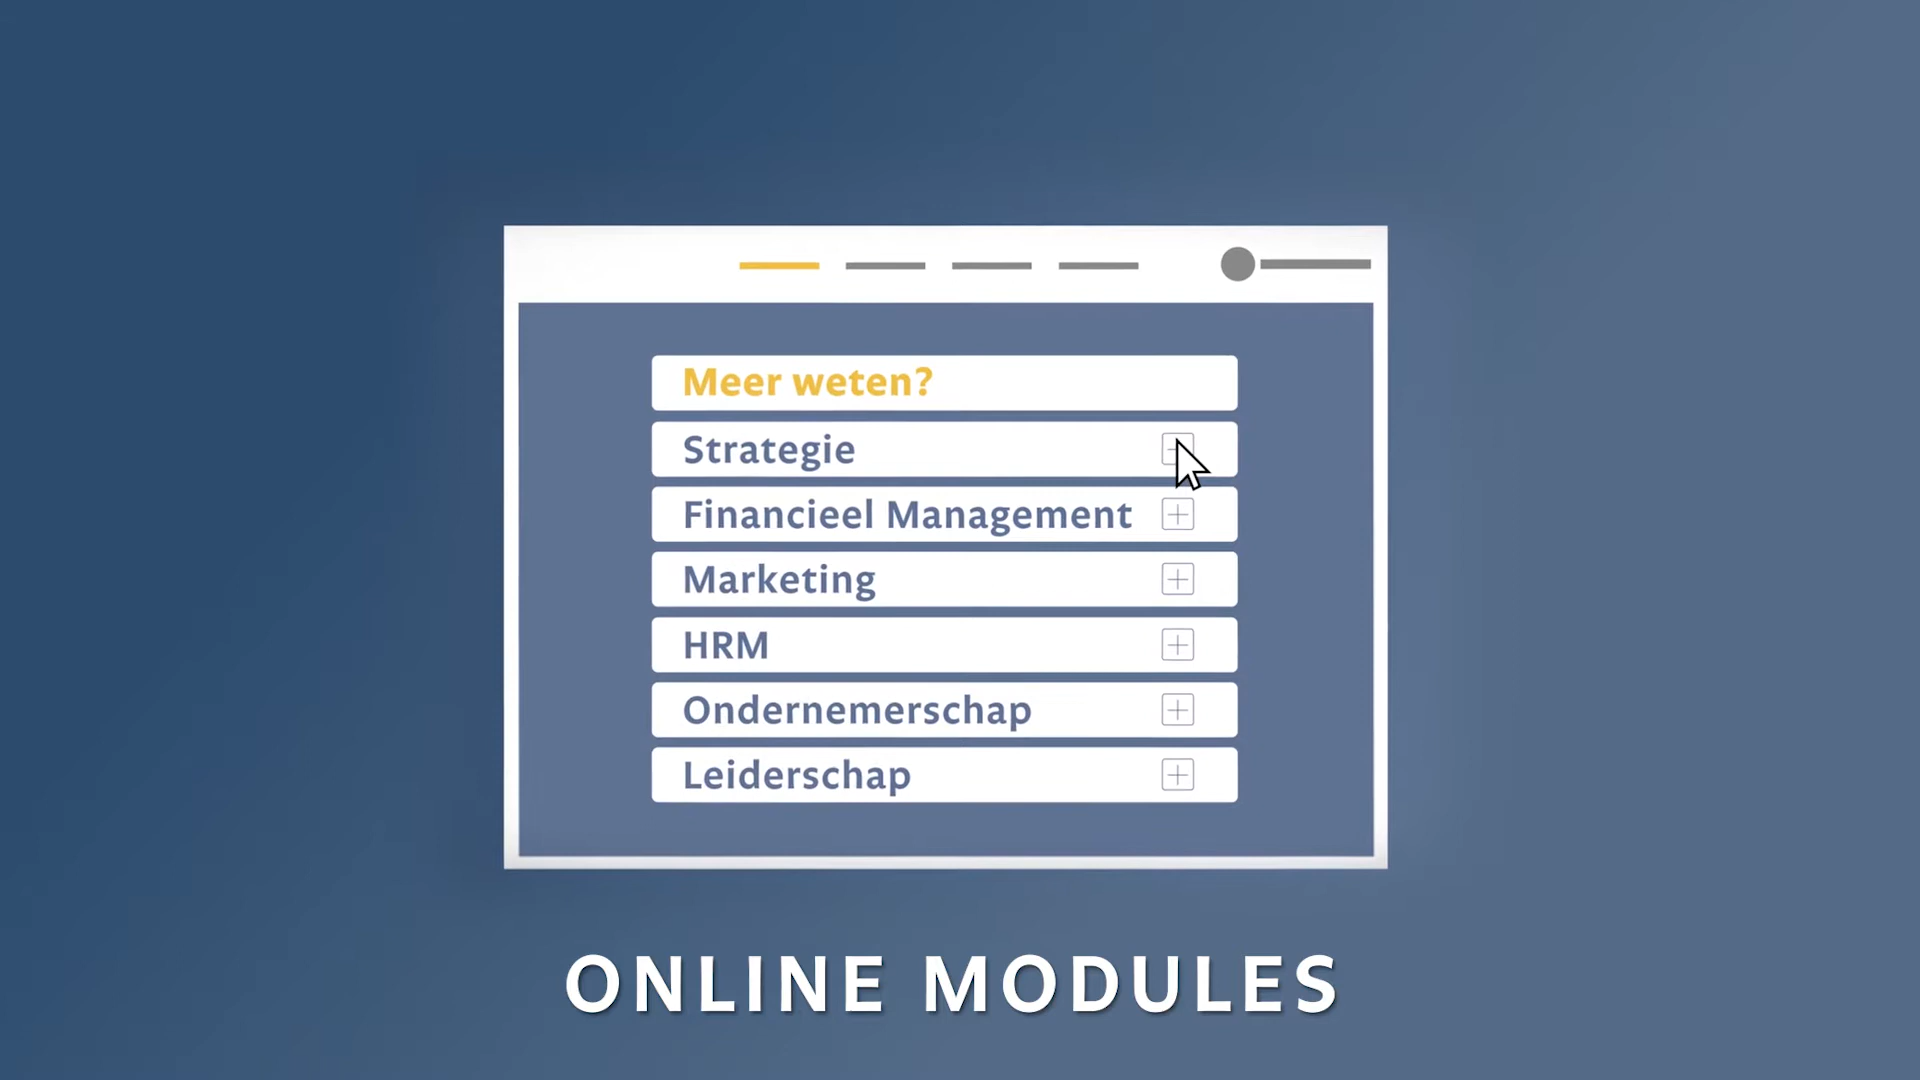 Meer weten?
Strategie
Financieel Management
Marketing
HRM
Ondernemerschap
Leiderschap
ONLINE MODULES